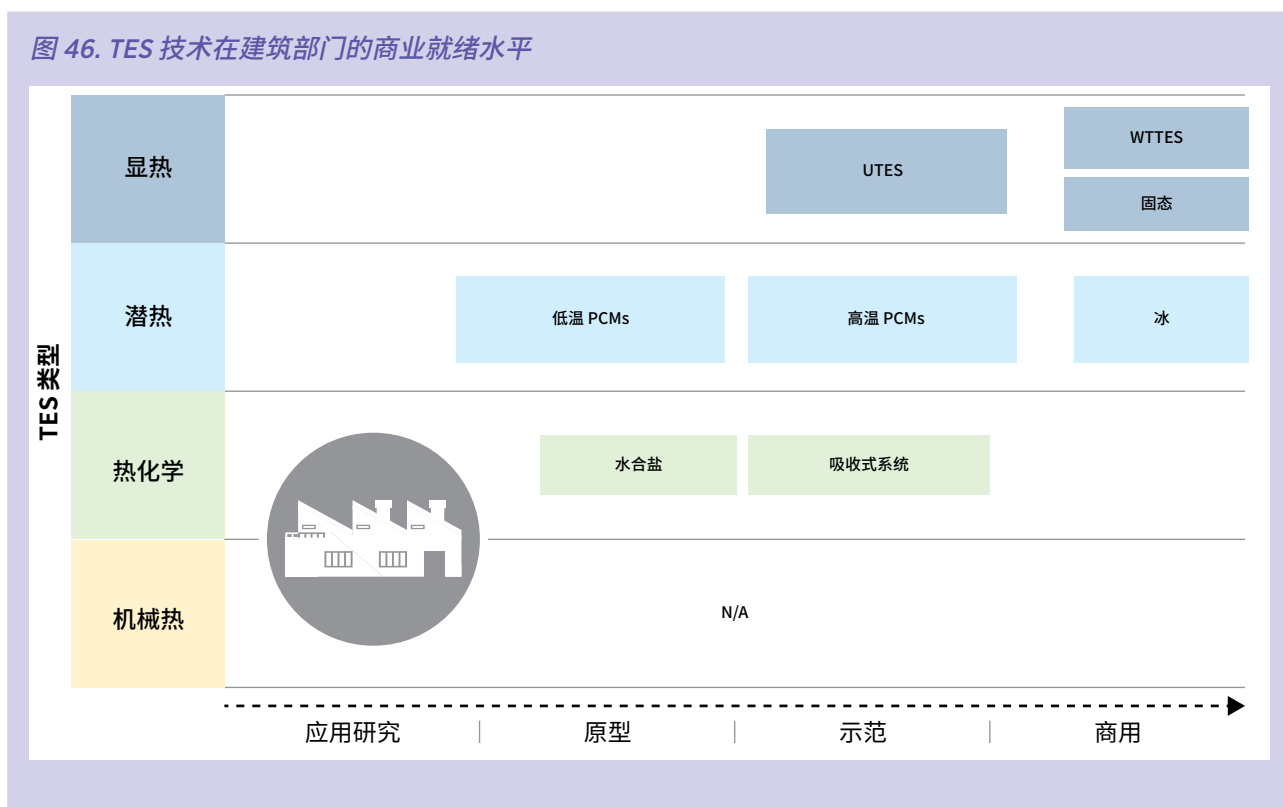 图 46. TES 技术在建筑部门的商业就绪水平
TES 类型
显热
UTES
WTTES
固态
潜热
低温 PCMs
高温 PCMs
冰
热化学
水合盐
吸收式系统
机械热
N/A
应用研究
原型
示范
商用